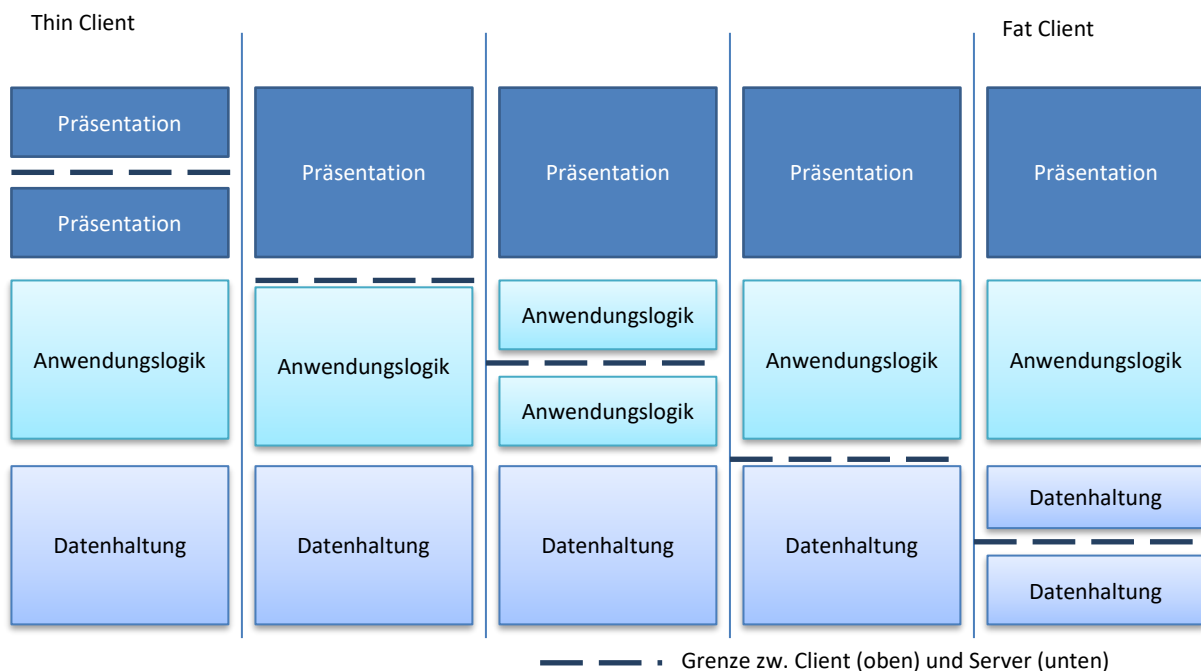 Thin Client
Fat Client
Präsentation
Präsentation
Präsentation
Präsentation
Präsentation
Präsentation
Anwendungslogik
Anwendungslogik
Anwendungslogik
Anwendungslogik
Anwendungslogik
Anwendungslogik
Datenhaltung
Datenhaltung
Datenhaltung
Datenhaltung
Datenhaltung
Datenhaltung
Grenze zw. Client (oben) und Server (unten)